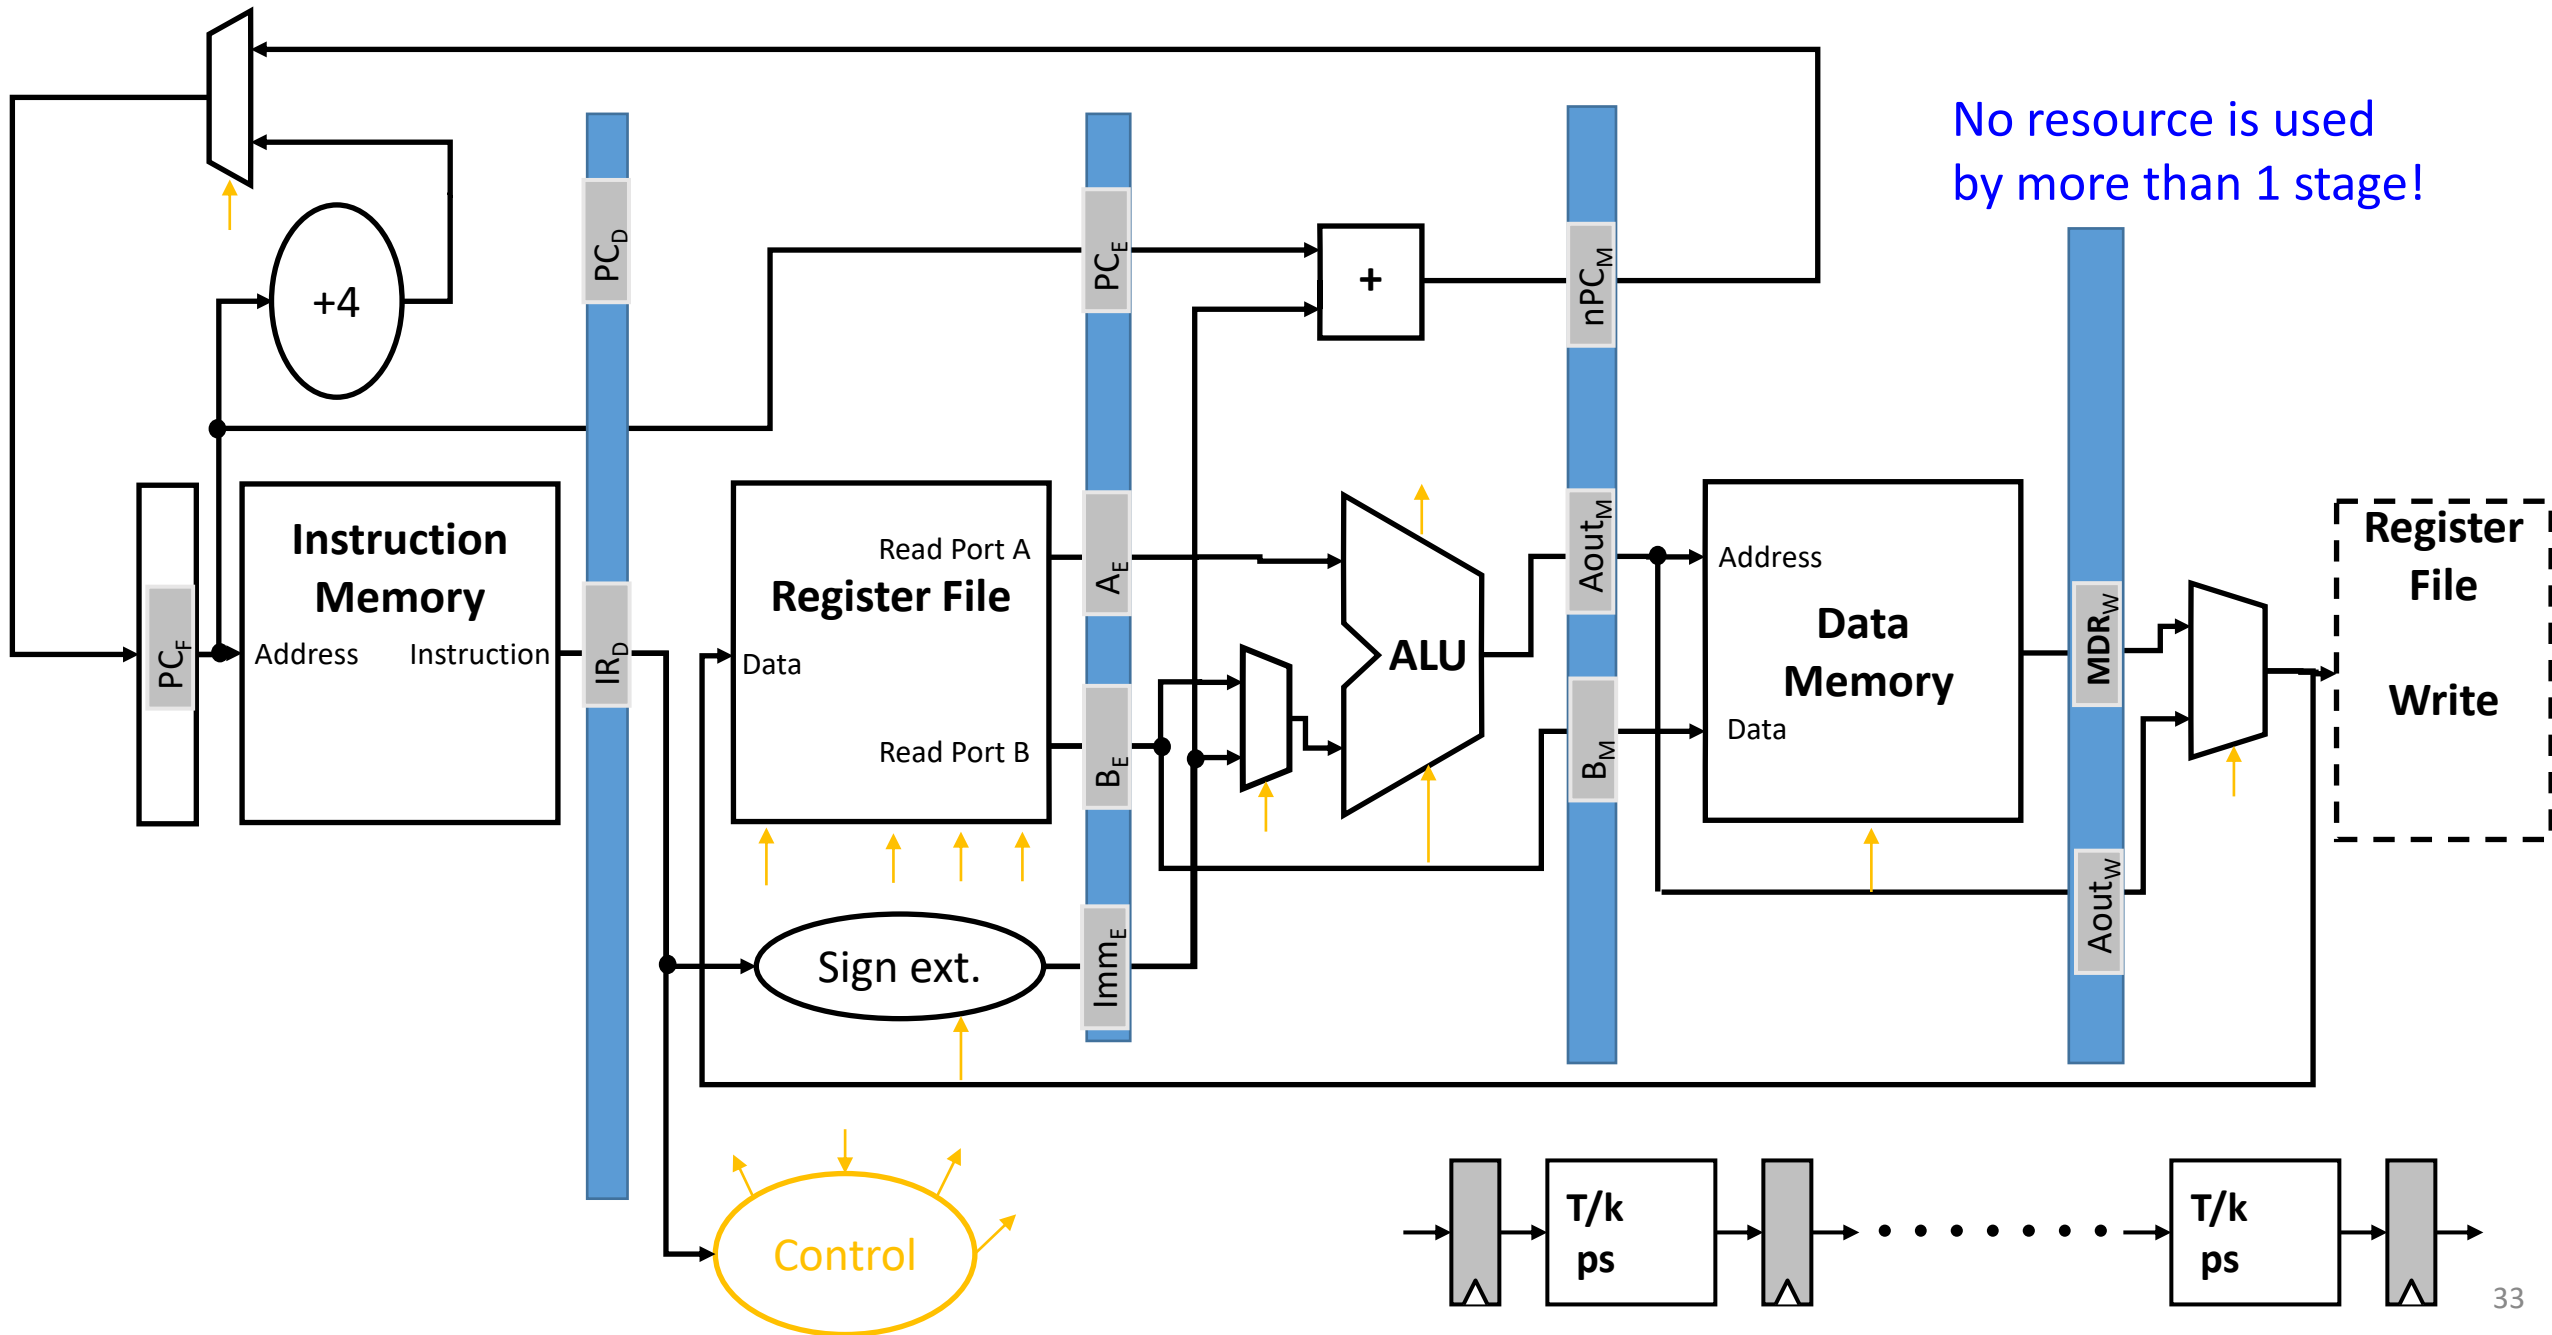 No resource is used
by more than 1 stage!
+4
PC_D
PC_E
+
nPC_M
Instruction
Memory
PC_F
Address
Instruction
IR_D
Read Port A
Register File
Data
Read Port B
A_E
B_E
Imm_E
ALU
Aout_M
B_M
Address
Data
Memory
Data
MDR_W
Aout_W
Register
File
Write
Sign ext.
Control
T/k
ps
T/k
ps
33